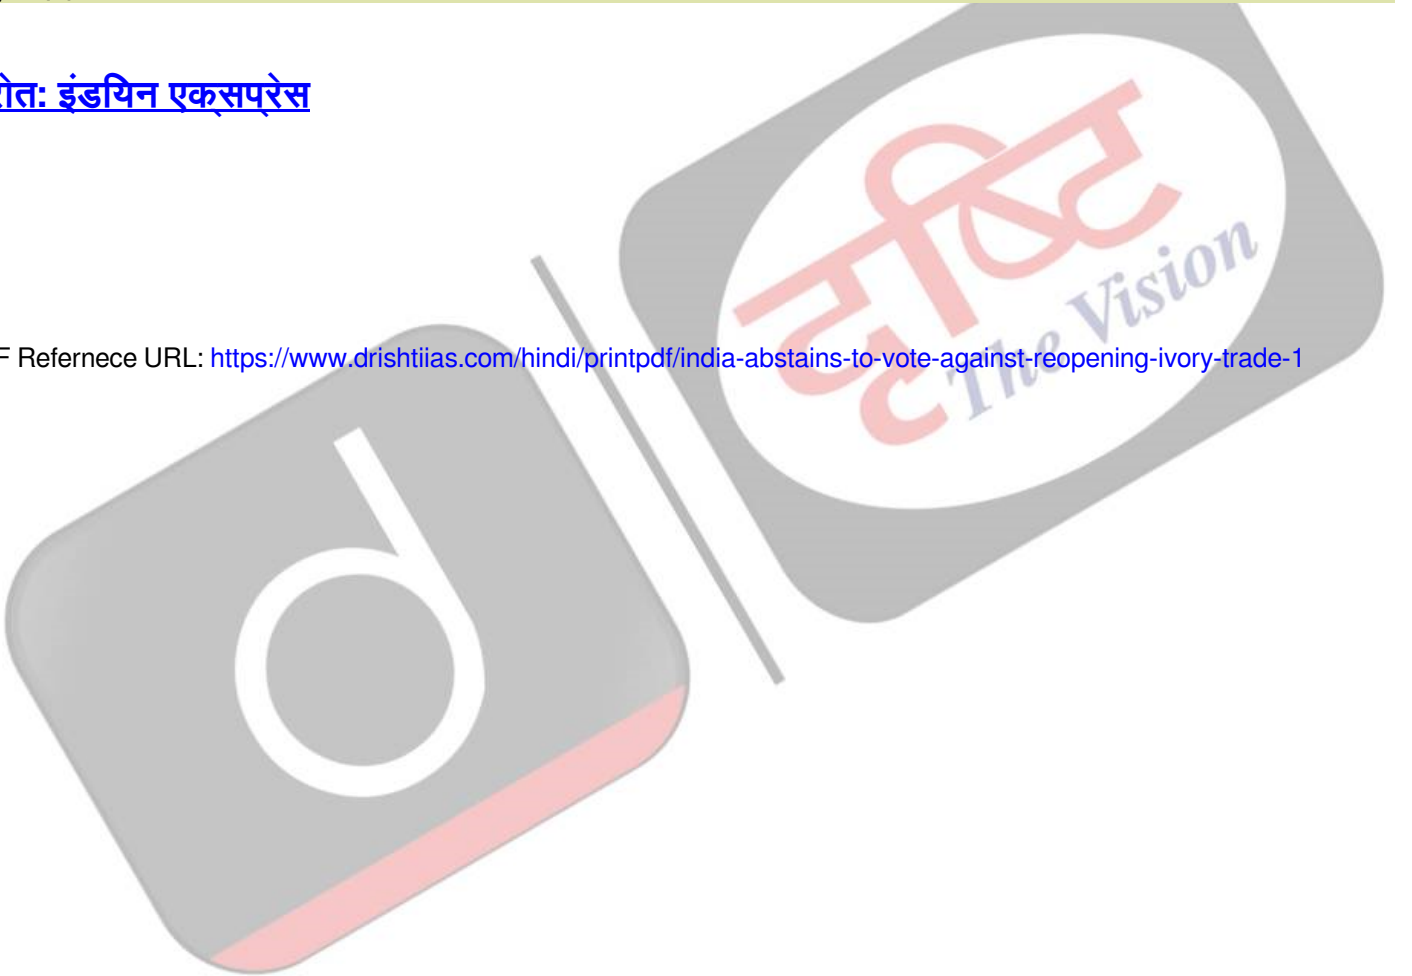 रोत: इंडयिन एक्‌सप्‌रेस
दृष्टि
The Vision
F Refernece URL: https://www.drishtiias.com/hindi/printpdf/india-abstains-to-vote-against-reopening-ivory-trade-1
d